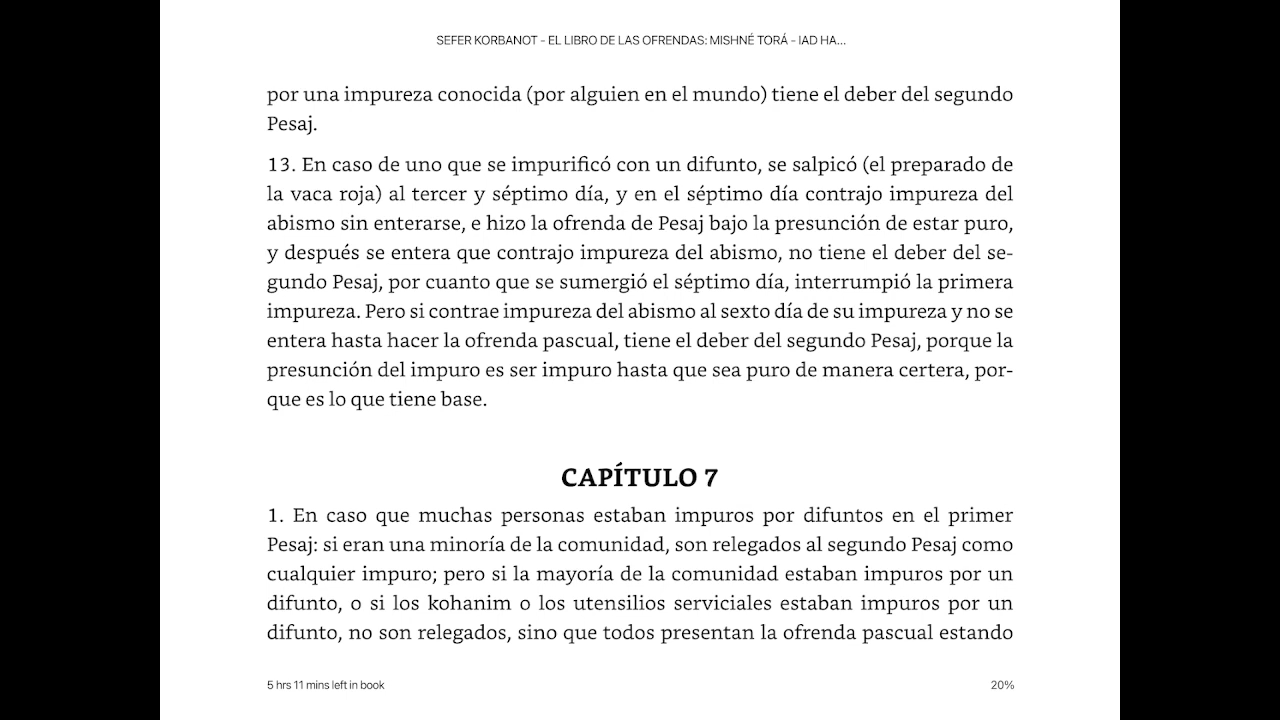 SEFER KORBANOT - EL LIBRO DE LAS OFRENDAS: MISHNÉ TORÁ - IAD HA...
por una impureza conocida (por alguien en el mundo) tiene el deber del segundo
Pesaj.
13. En caso de uno que se impurificó con un difunto, se salpicó (el preparado de
la vaca roja) al tercer y séptimo día, y en el séptimo día contrajo impureza del
abismo sin enterarse, e hizo la ofrenda de Pesaj bajo la presunción de estar puro,
y después se entera que contrajo impureza del abismo, no tiene el deber del se-
gundo Pesaj, por cuanto que se sumergió el séptimo día, interrumpió la primera
impureza. Pero si contrae impureza del abismo al sexto día de su impureza y no se
entera hasta hacer la ofrenda pascual, tiene el deber del segundo Pesaj, porque la
presunción del impuro es ser impuro hasta que sea puro de manera certera, por-
que es lo que tiene base.
CAPÍTULO 7
1. En caso que muchas personas estaban impuros por difuntos en el primer
Pesaj: si eran una minoría de la comunidad, son relegados al segundo Pesaj como
cualquier impuro; pero si la mayoría de la comunidad estaban impuros por un
difunto, o si los kohanim o los utensilios serviciales estaban impuros por un
difunto, no son relegados, sino que todos presentan la ofrenda pascual estando
5 hrs 11 mins left in book
20%